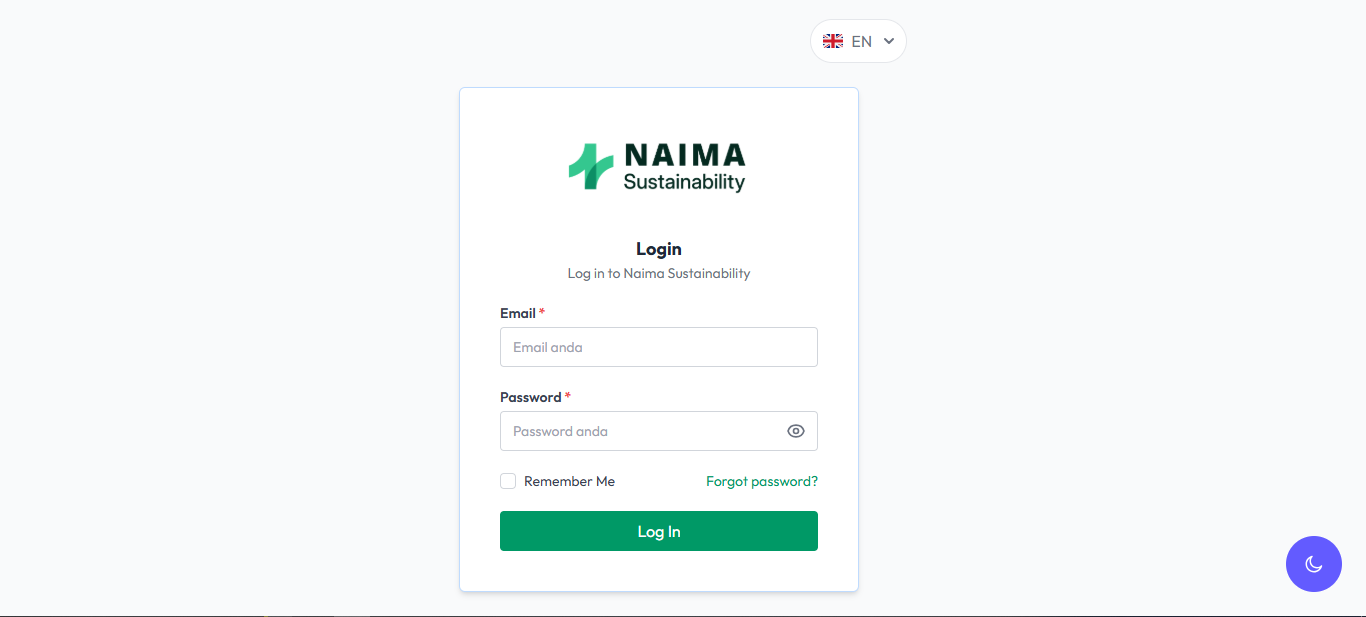 EN
NAIMA
Sustainability
Login
Log in to Naima Sustainability
Email *
Email anda
Password *
Password anda
Remember Me
Forgot password?
Log In